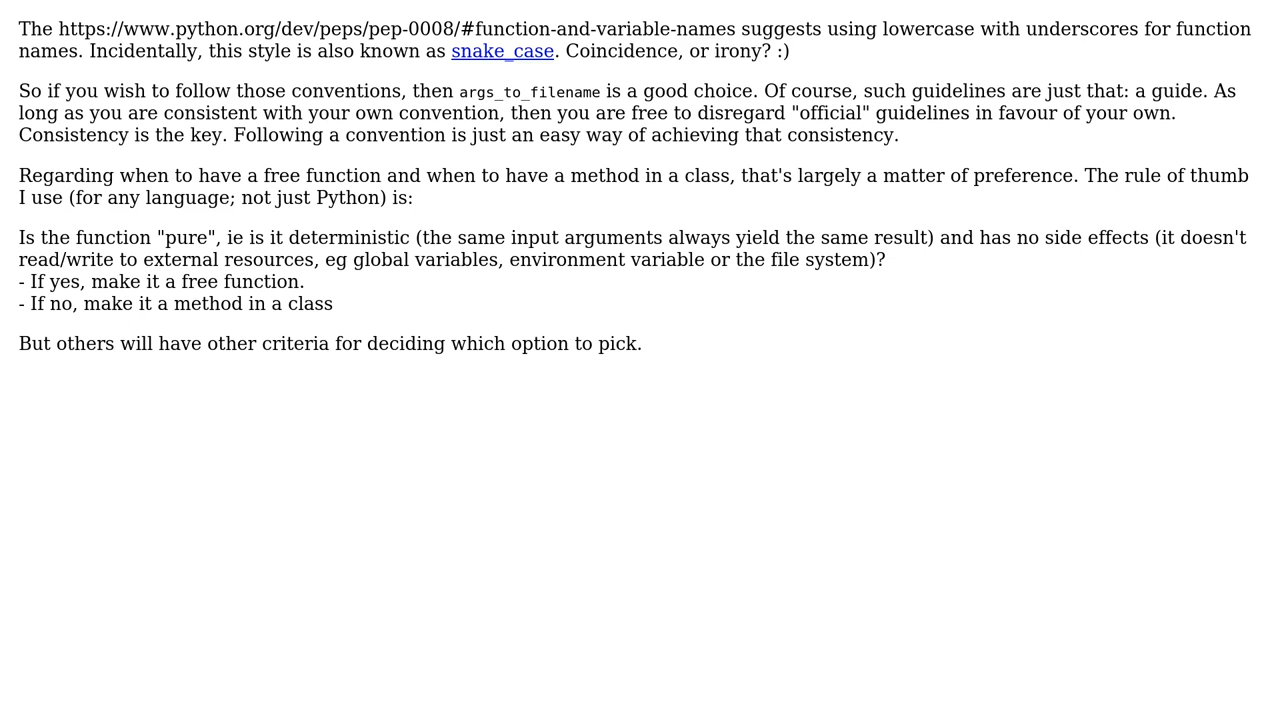 The https://www.python.org/dev/peps/pep-0008/#function-and-variable-names suggests using lowercase with underscores for function
names. Incidentally, this style is also known as snake_case. Coincidence, or irony? :)
So if you wish to follow those conventions, then args_to_filename is a good choice. Of course, such guidelines are just that: a guide. As
long as you are consistent with your own convention, then you are free to disregard "official" guidelines in favour of your own.
Consistency is the key. Following a convention is just an easy way of achieving that consistency.
Regarding when to have a free function and when to have a method in a class, that's largely a matter of preference. The rule of thumb
I use (for any language; not just Python) is:
Is the function "pure", ie is it deterministic (the same input arguments always yield the same result) and has no side effects (it doesn't
read/write to external resources, eg global variables, environment variable or the file system)?
- If yes, make it a free function.
- If no, make it a method in a class
But others will have other criteria for deciding which option to pick.